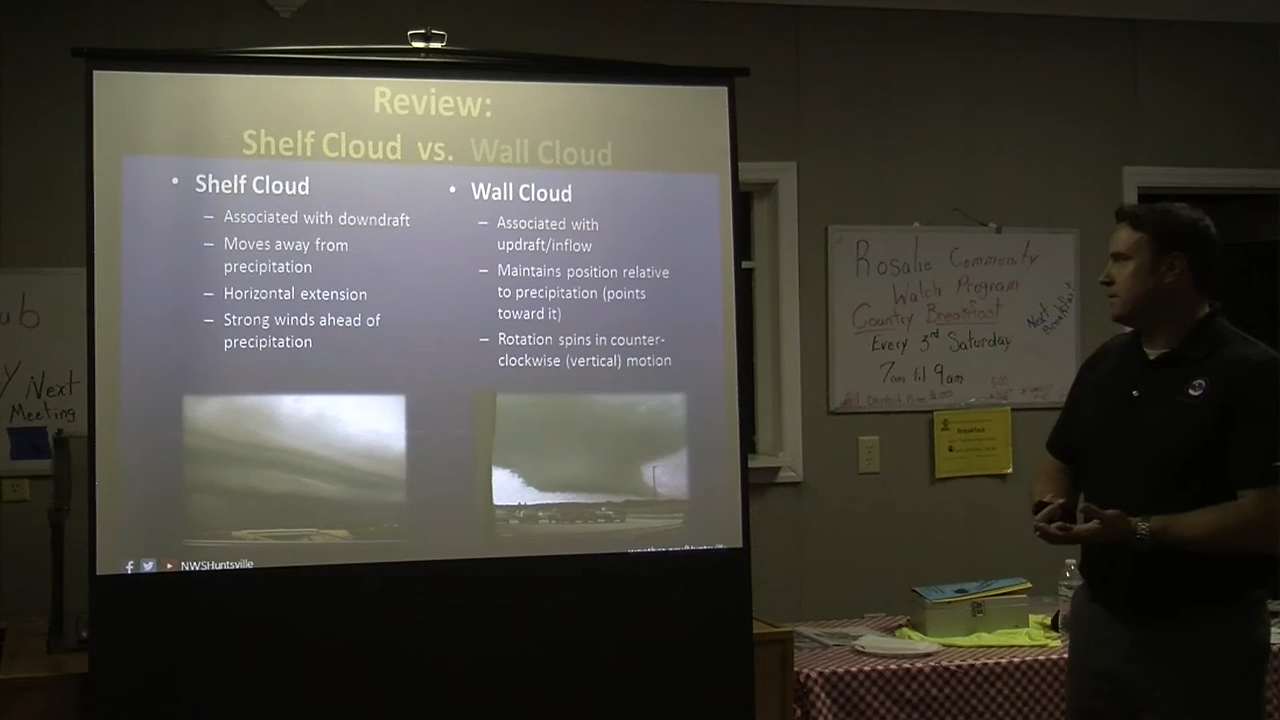 Review:
Shelf Cloud vs. Wall Cloud
• Shelf Cloud
– Associated with downdraft
– Moves away from
precipitation
– Horizontal extension
– Strong winds ahead of
precipitation
• Wall Cloud
– Associated with
updraft/inflow
– Maintains position relative
to precipitation (points
toward it)
– Rotation spins in counter-
clockwise (vertical) motion
NWSHuntsville
ub
Y Next
Meeting
Rosalie Community
Watch Program
Country Breakfast
Every 3rd Saturday
7am til 9am
Next
Breakfast
Breakfast